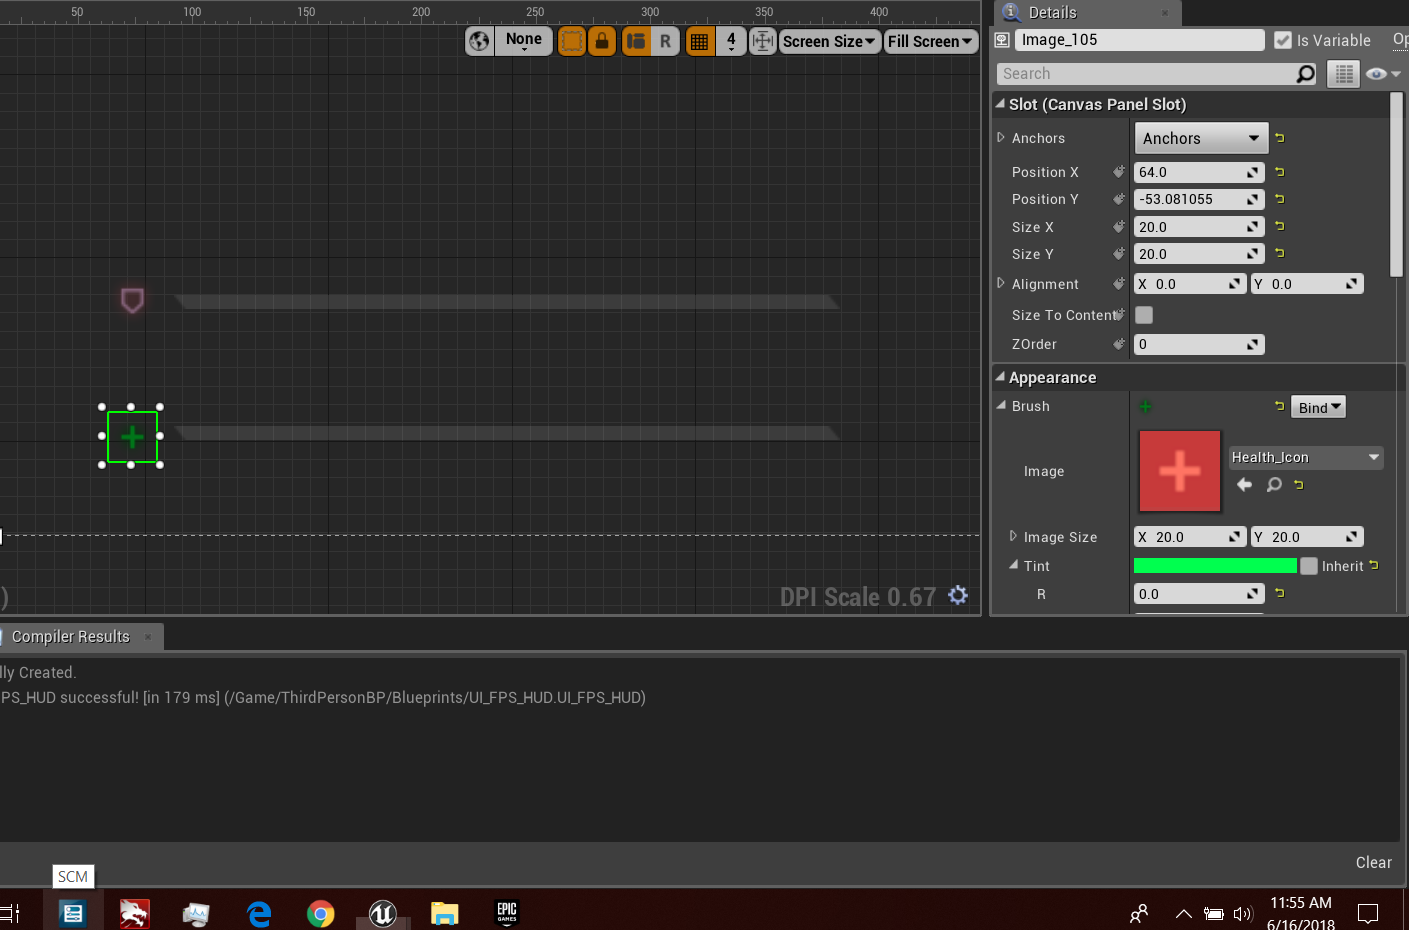 50 100 150 200 250 300 350 400
None
R
4
Screen Size
Fill Screen
DPI Scale 0.67
Details
Image_105
Is Variable
Op
Search
Slot (Canvas Panel Slot)
Anchors Anchors
Position X 64.0
Position Y -53.081055
Size X 20.0
Size Y 20.0
Alignment X 0.0 Y 0.0
Size To Content
ZOrder 0
Appearance
Brush Bind
Image Health_Icon
Image Size X 20.0 Y 20.0
Tint Inherit
R 0.0
Compiler Results
lly Created.
PS_HUD successful! [in 179 ms] (/Game/ThirdPersonBP/Blueprints/UI_FPS_HUD.UI_FPS_HUD)
Clear
SCM
EPIC
GAMES
11:55 AM
6/16/2018